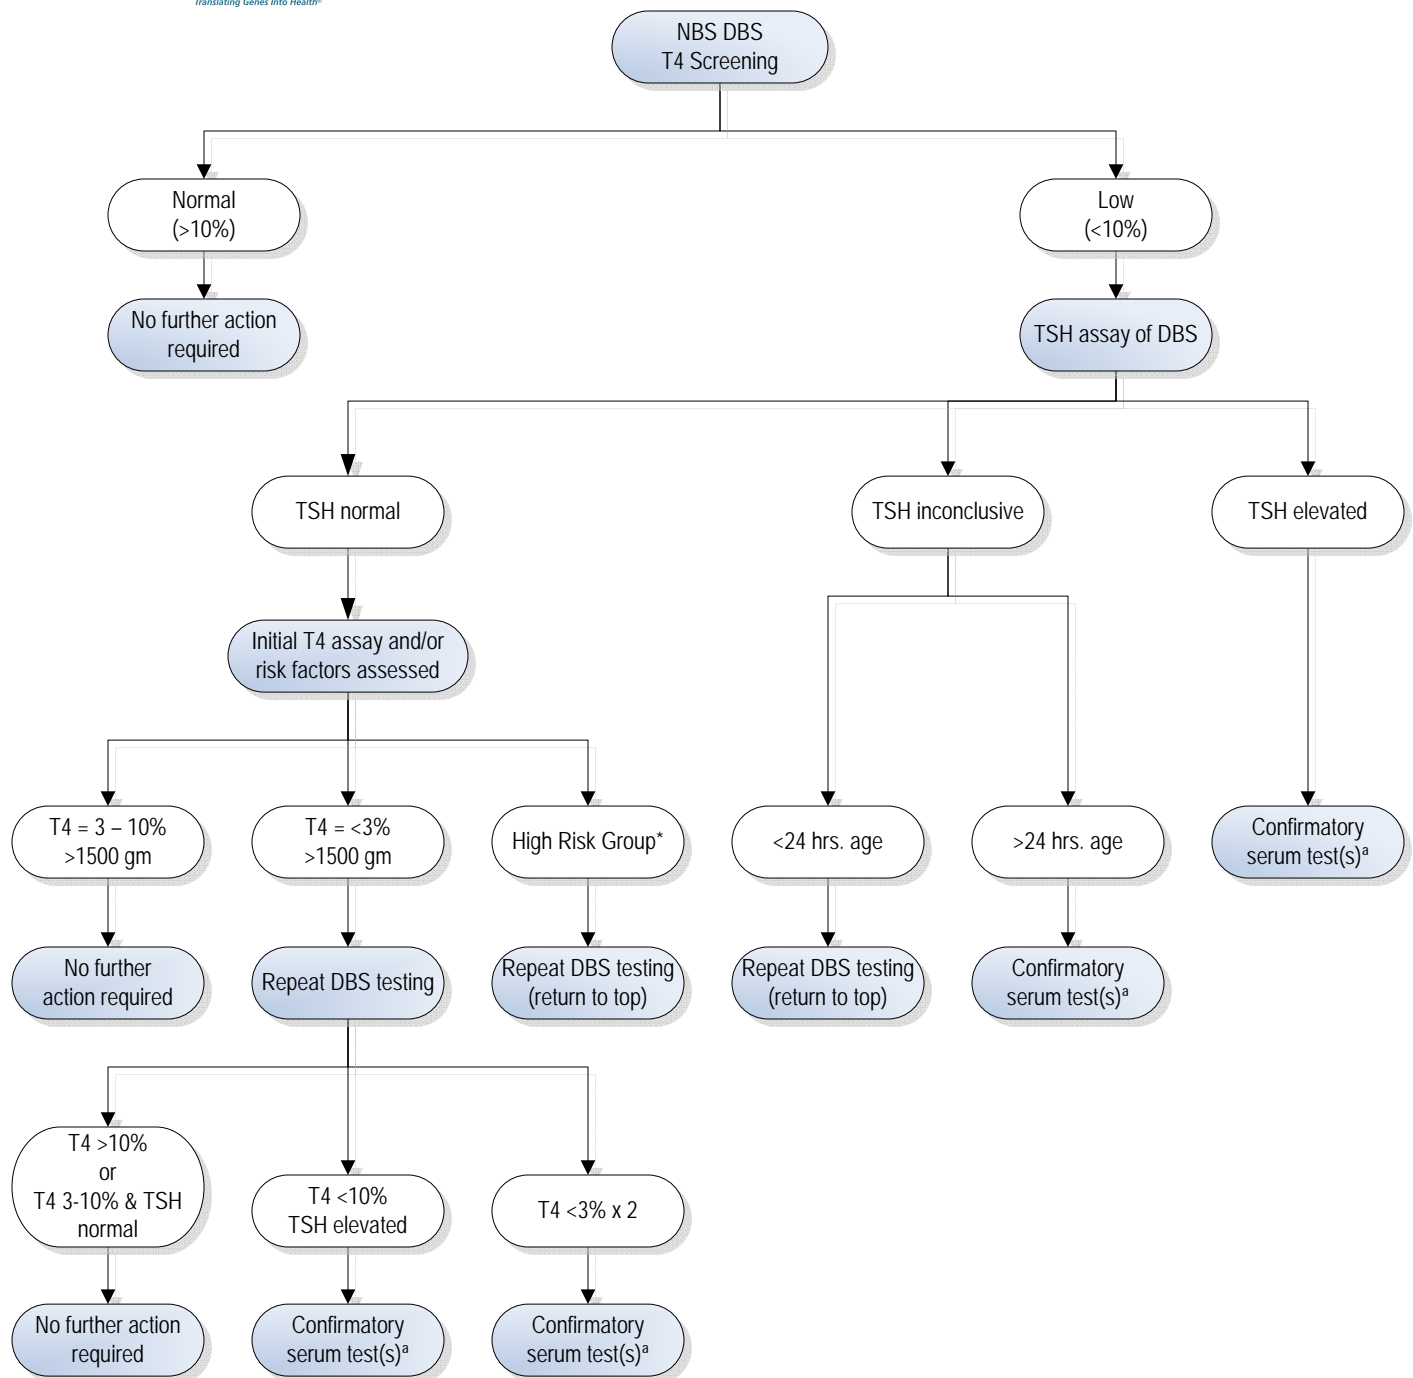 Translating Genes Into Health®
NBS DBS
T4 Screening
Normal
(>10%)
Low
(<10%)
No further action
required
TSH assay of DBS
TSH normal
TSH inconclusive
TSH elevated
Initial T4 assay and/or
risk factors assessed
T4 = 3 – 10%
>1500 gm
T4 = <3%
>1500 gm
High Risk Group*
<24 hrs. age
>24 hrs. age
Confirmatory
serum test(s)ª
No further
action required
Repeat DBS testing
Repeat DBS testing
(return to top)
Repeat DBS testing
(return to top)
Confirmatory
serum test(s)ª
T4 >10%
or
T4 3-10% & TSH
normal
T4 <10%
TSH elevated
T4 <3% x 2
No further action
required
Confirmatory
serum test(s)ª
Confirmatory
serum test(s)ª